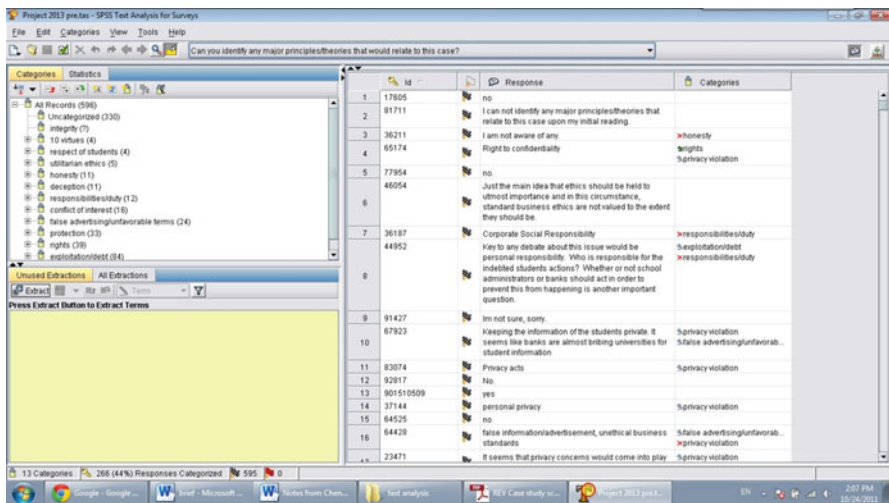 Project 2013 pre.tas - SPSS Text Analysis for Surveys
File Edit Categories View Tools Help
Can you identify any major principles/theories that would relate to this case?
Categories Statistics
All Records (596)
Uncategorized (330)
integrity (7)
10 virtues (4)
respect of students (4)
utilitarian ethics (5)
honesty (11)
deception (11)
responsibilities/duty (12)
conflict of interest (16)
false advertising/unfavorable terms (24)
protection (33)
rights (39)
exploitation/debt (84)
Unused Extractions All Extractions
Extract Term
Press Extract Button to Extract Terms
Id Response Categories
1 17605 no
2 81711 I can not identify any major principles/theories that
relate to this case upon my initial reading.
3 36211 I am not aware of any. honesty
4 65174 Right to confidentiality rights
privacy violation
5 77954 no.
6 46054 Just the main idea that ethics should be held to
utmost importance and in this circumstance,
standard business ethics are not valued to the extent
they should be.
7 36187 Corporate Social Responsibility responsibilities/duty
8 44952 Key to any debate about this issue would be exploitation/debt
personal responsibility. Who is responsible for the responsibilities/duty
indebted students actions? Whether or not school
administrators or banks should act in order to
prevent this from happening is another important
question.
9 91427 Im not sure, sorry.
10 67923 Keeping the information of the students private. It privacy violation
seems like banks are almost bribing universities for false advertising/unfavorab...
student information
11 83074 Privacy acts privacy violation
12 92817 No.
13 901510509 yes
14 37144 personal privacy privacy violation
15 64525 no
16 64428 false information/advertisement, unethical business false advertising/unfavorab...
standards privacy violation
23471 It seems that privacy concerns would come into play privacy violation
13 Categories 266 (44%) Responses Categorized 595 0
Google - Google ... brief - Microsoft ... Notes from Chen... text analysis REV Case study sc... Project 2013 pre.t... EN 2:07 PM